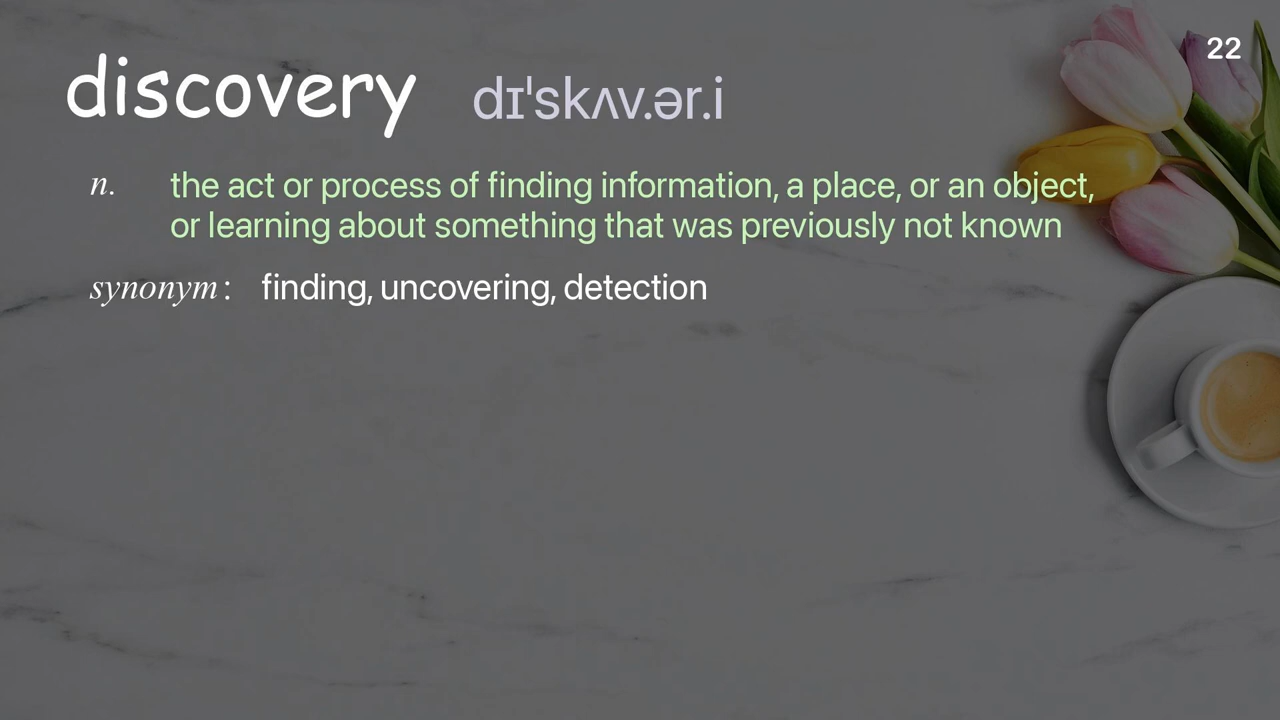 22
discovery dɪˈskʌv.ər.i
n. the act or process of finding information, a place, or an object,
or learning about something that was previously not known
synonym: finding, uncovering, detection